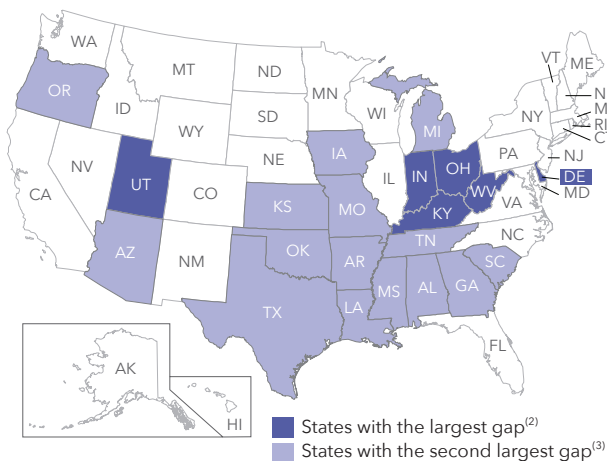 WA
VT
ME
MT
ND
OR
MN
ID
SD
WI
NY
MI
RI
WY
IA
PA
NE
NJ
NV
OH
IL
IN
DE
UT
WV
MD
CA
CO
VA
KS
MO
KY
NC
TN
AZ
OK
AR
SC
NM
MS
AL
GA
TX
LA
FL
AK
HI
States with the largest gap(2)
States with the second largest gap(3)